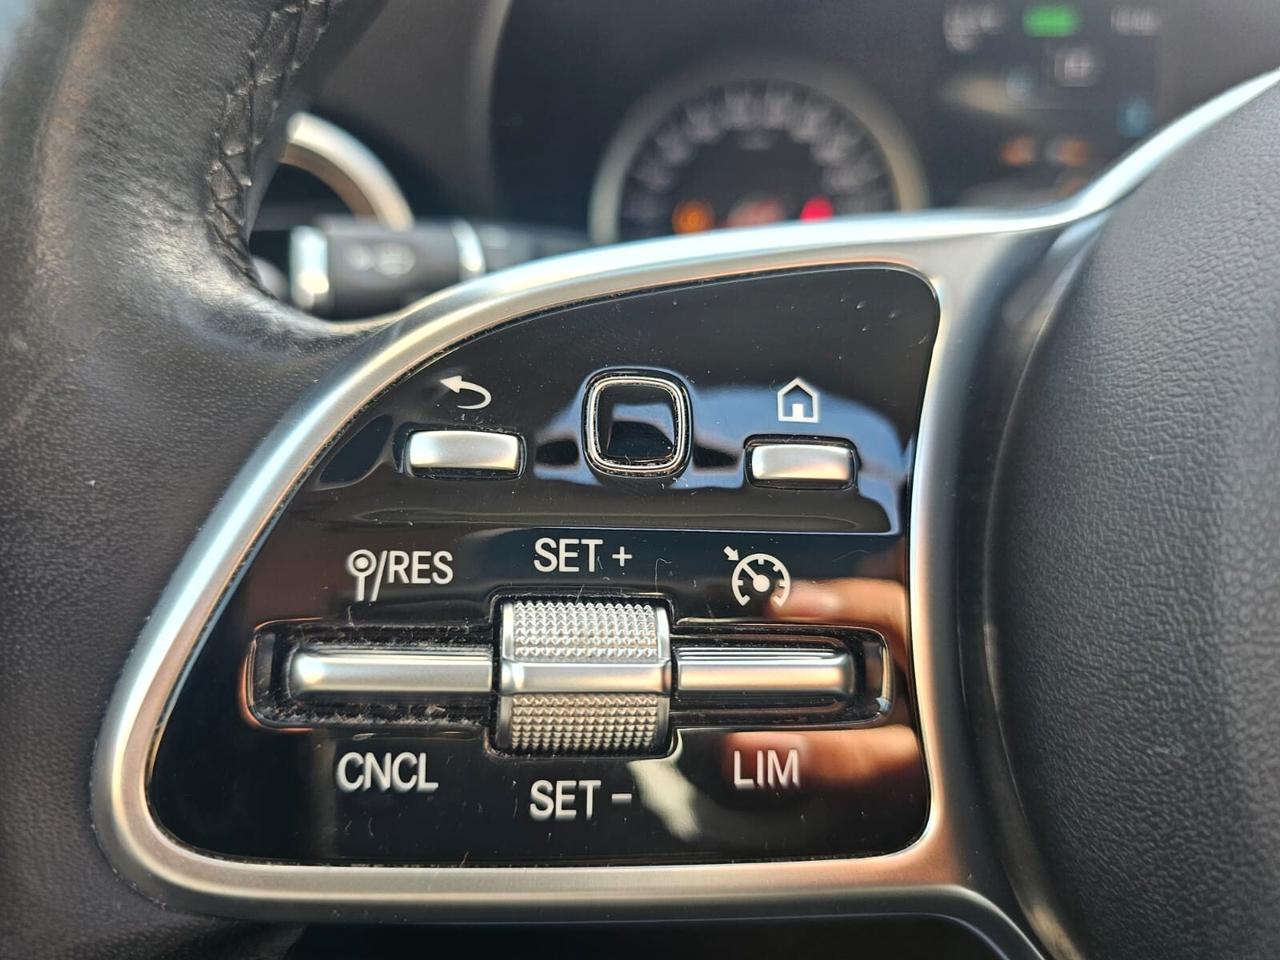 /RES
SET +
CNCL
SET -
LIM